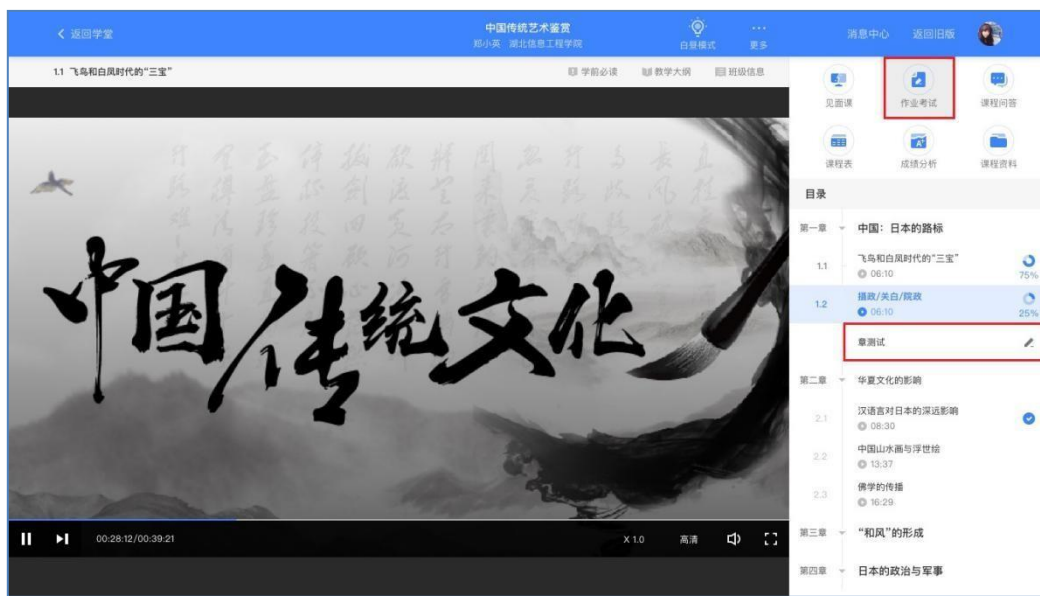 返回学堂
中国传统艺术鉴赏
郑小英 湖北信息工程学院
白昼模式
更多
消息中心
返回旧版
1.1 飞鸟和白凤时代的“三宝”
学前必读
教学大纲
班级信息
见面课
作业考试
课程问答
课程表
成绩分析
课程资料
目录
第一章 中国：日本的路标
1.1 飞鸟和白凤时代的“三宝”
06:10
75%
1.2 摄政/关白/院政
06:10
25%
章测试
第二章 华夏文化的影响
2.1 汉语言对日本的深远影响
08:30
2.2 中国山水画与浮世绘
13:37
2.3 佛学的传播
16:29
第三章 “和风”的形成
第四章 日本的政治与军事
中国传统文化
00:28:12/00:39:21
X 1.0
高清